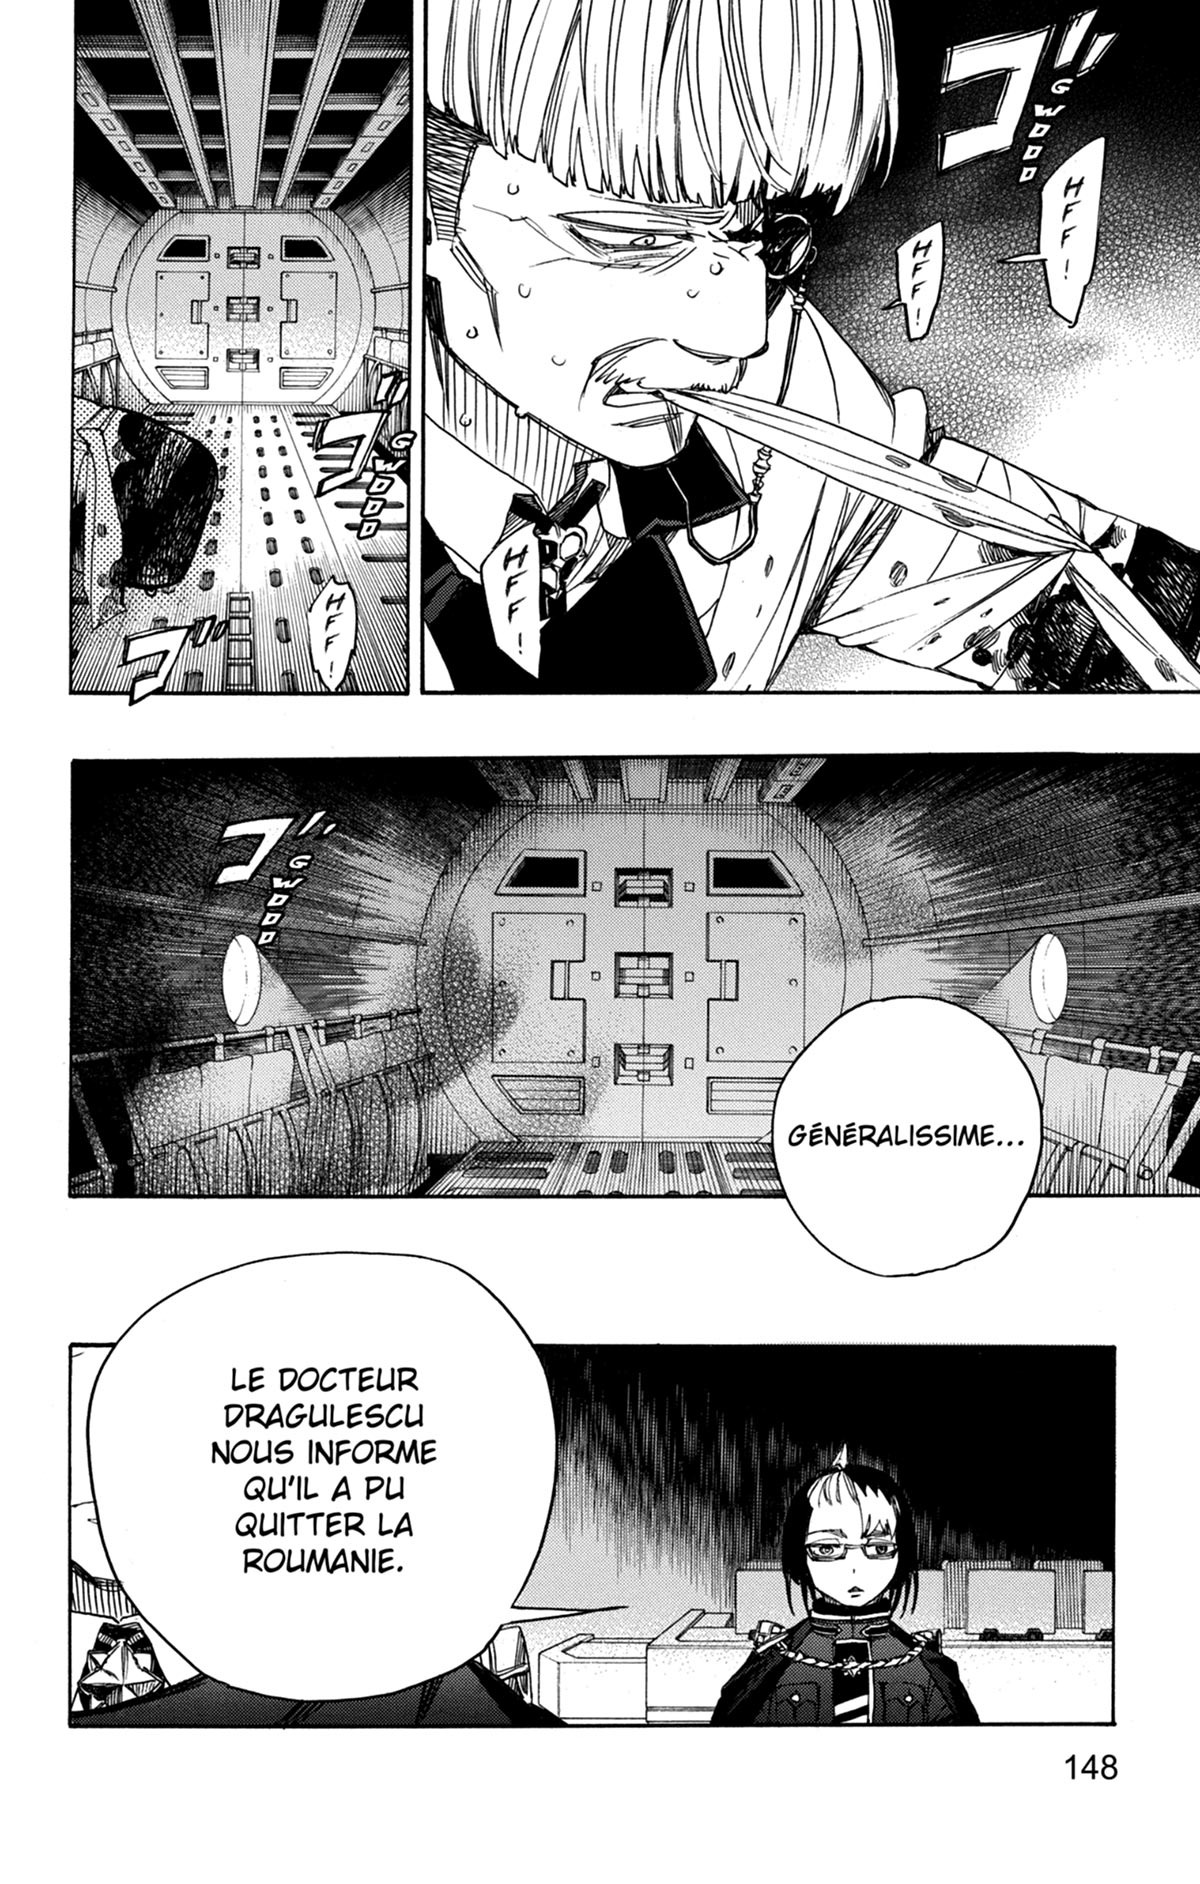 ゴ
GWOOO
HFF!
HFF!
HFF!
ゴ
GWOOO
HFF!
ゴ
ゴ
GWOOO
GÉNÉRALISSIME...
LE DOCTEUR
DRAGULESCU
NOUS INFORME
QU'IL A PU
QUITTER LA
ROUMANIE.
148